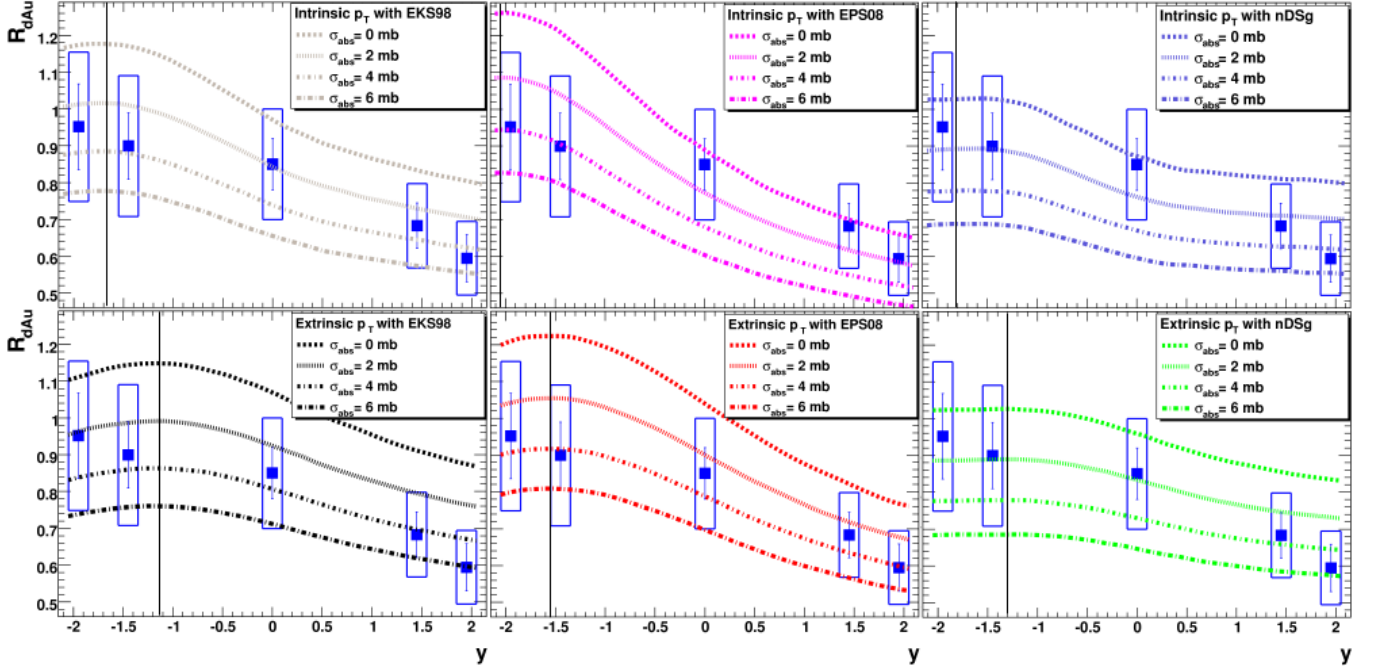 R_dAu
1.2
1.1
1
0.9
0.8
0.7
0.6
0.5
Intrinsic p_T with EKS98
σ_abs= 0 mb
σ_abs= 2 mb
σ_abs= 4 mb
σ_abs= 6 mb
Intrinsic p_T with EPS08
σ_abs= 0 mb
σ_abs= 2 mb
σ_abs= 4 mb
σ_abs= 6 mb
Intrinsic p_T with nDSg
σ_abs= 0 mb
σ_abs= 2 mb
σ_abs= 4 mb
σ_abs= 6 mb
R_dAu
1.2
1.1
1
0.9
0.8
0.7
0.6
0.5
Extrinsic p_T with EKS98
σ_abs= 0 mb
σ_abs= 2 mb
σ_abs= 4 mb
σ_abs= 6 mb
Extrinsic p_T with EPS08
σ_abs= 0 mb
σ_abs= 2 mb
σ_abs= 4 mb
σ_abs= 6 mb
Extrinsic p_T with nDSg
σ_abs= 0 mb
σ_abs= 2 mb
σ_abs= 4 mb
σ_abs= 6 mb
-2 -1.5 -1 -0.5 0 0.5 1 1.5 2
y
-2 -1.5 -1 -0.5 0 0.5 1 1.5 2
y
-2 -1.5 -1 -0.5 0 0.5 1 1.5 2
y